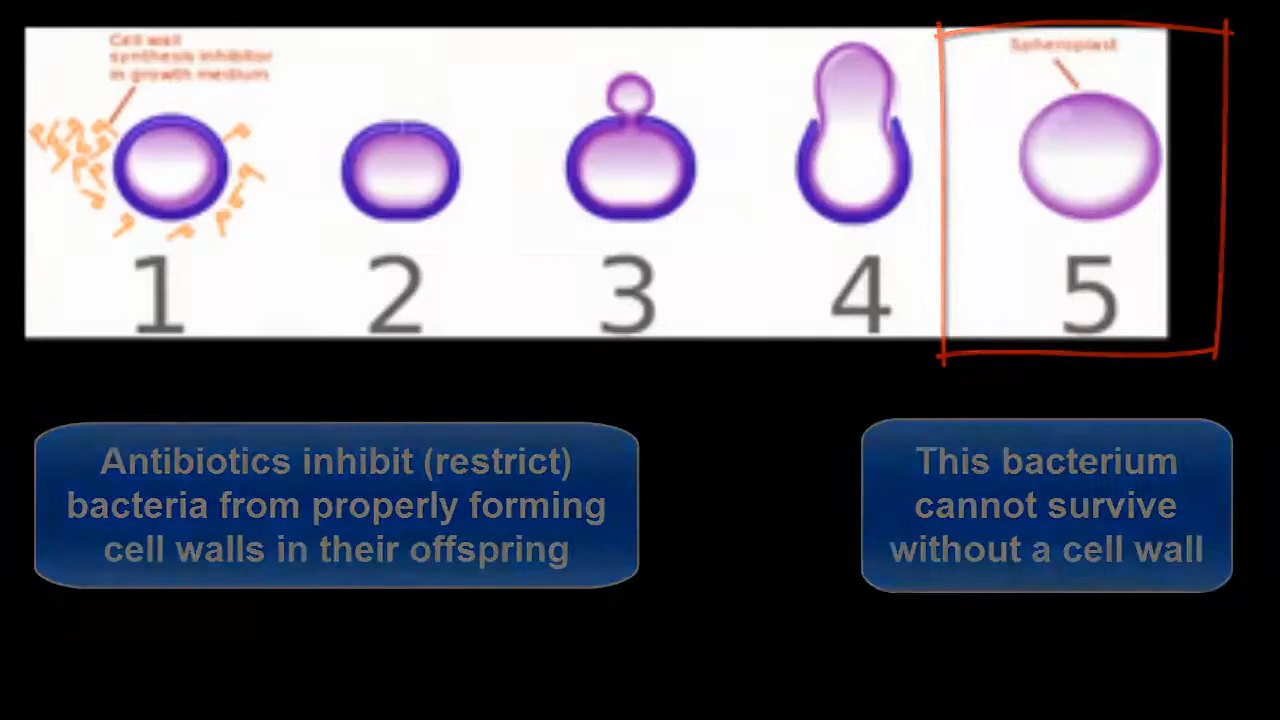 Cell wall
synthesis inhibitor
in growth medium
Spheroplast
1 2 3 4 5
Antibiotics inhibit (restrict)
bacteria from properly forming
cell walls in their offspring
This bacterium
cannot survive
without a cell wall